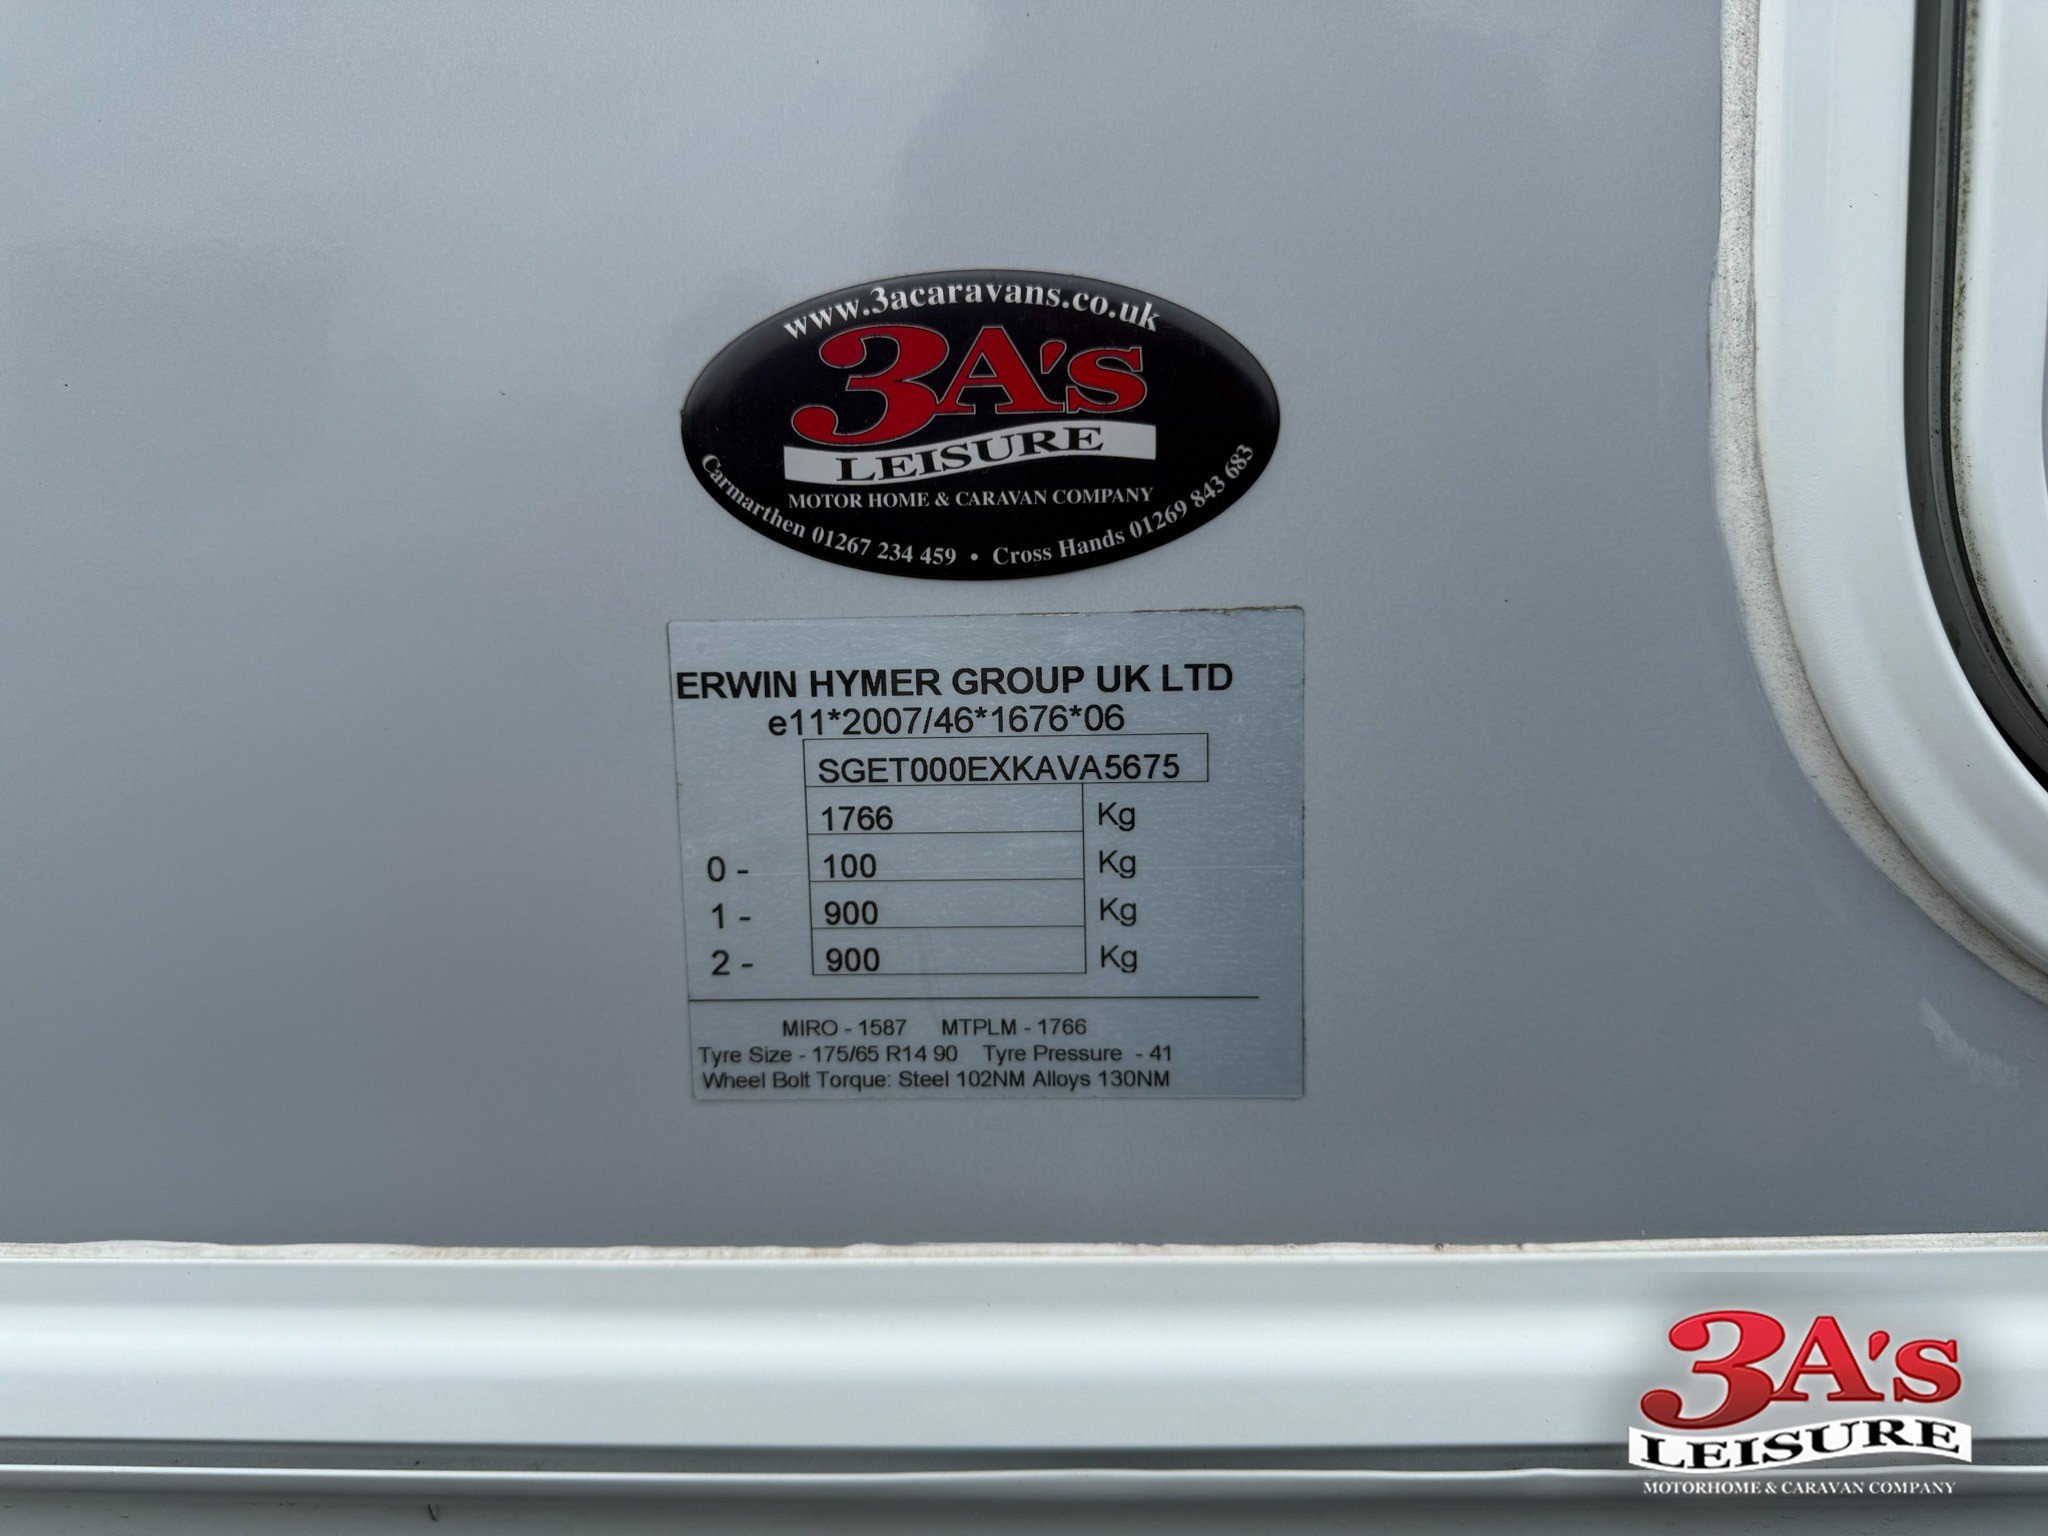 www.3acaravans.co.uk
3A's
LEISURE
MOTOR HOME & CARAVAN COMPANY
Carmarthen 01267 234 459 • Cross Hands 01269 843 683
ERWIN HYMER GROUP UK LTD
e11*2007/46*1676*06
SGET000EXKAVA5675
1766 Kg
0 - 100 Kg
1 - 900 Kg
2 - 900 Kg
MIRO - 1587 MTPLM - 1766
Tyre Size - 175/65 R14 90 Tyre Pressure - 41
Wheel Bolt Torque: Steel 102NM Alloys 130NM
3A's
LEISURE
MOTORHOME & CARAVAN COMPANY